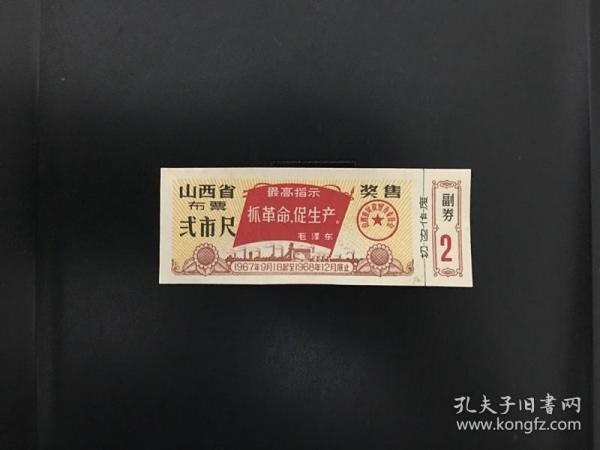 山西省
布票
贰市尺
最高指示
抓革命,促生产。
毛泽东
奖售
1967年9月1日起至1968年12月底止
副券
2
孔夫子旧书网
www.kongfz.com